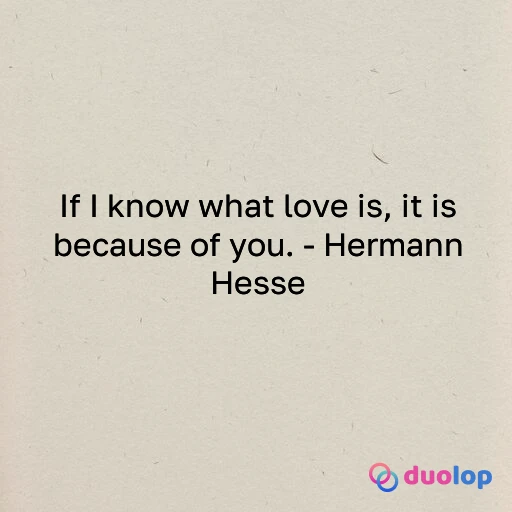 If I know what love is, it is
because of you. - Hermann
Hesse
duolop